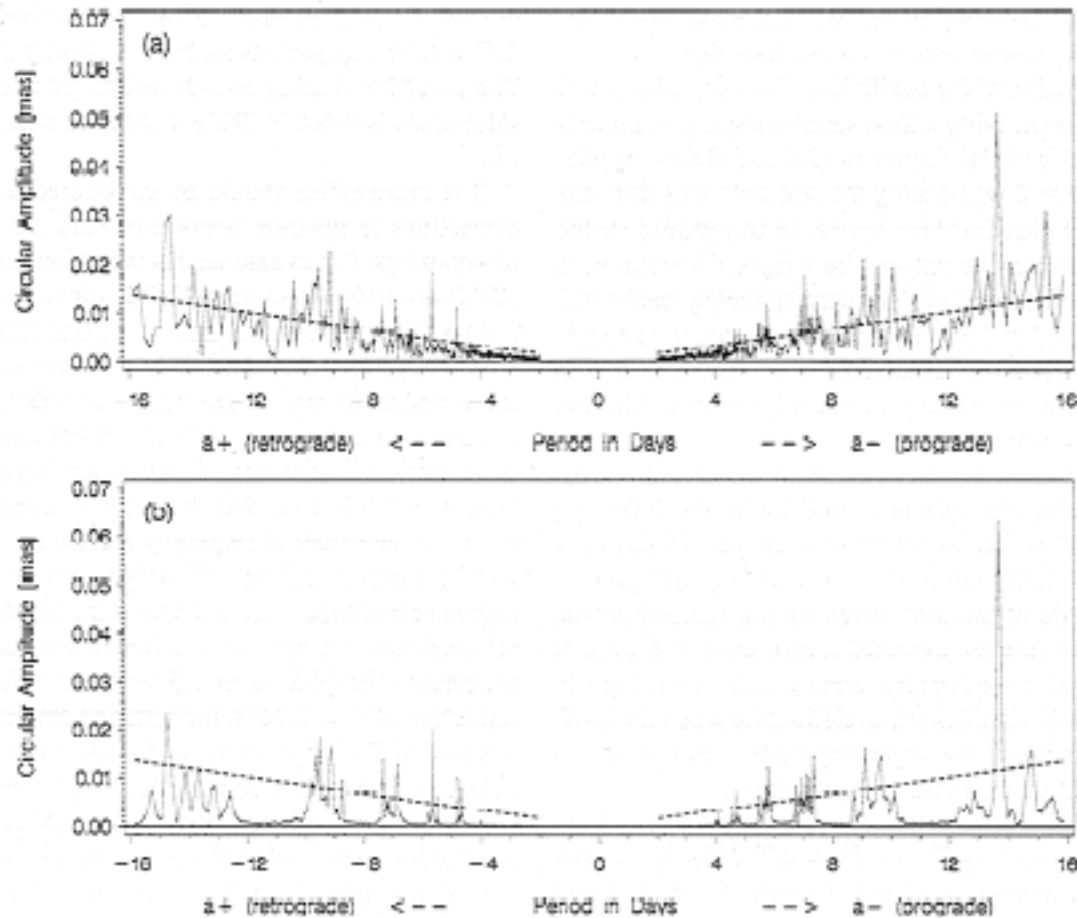 (a)
Circular Amplitude [mas]
0.07
0.06
0.05
0.04
0.03
0.02
0.01
0.00
-16 -12 -8 -4 0 4 8 12 16
a+ (retrograde) <-- Period in Days --> a- (prograde)
(b)
Circular Amplitude [mas]
0.07
0.06
0.05
0.04
0.03
0.02
0.01
0.00
-16 -12 -8 -4 0 4 8 12 16
a+ (retrograde) <-- Period in Days --> a- (prograde)